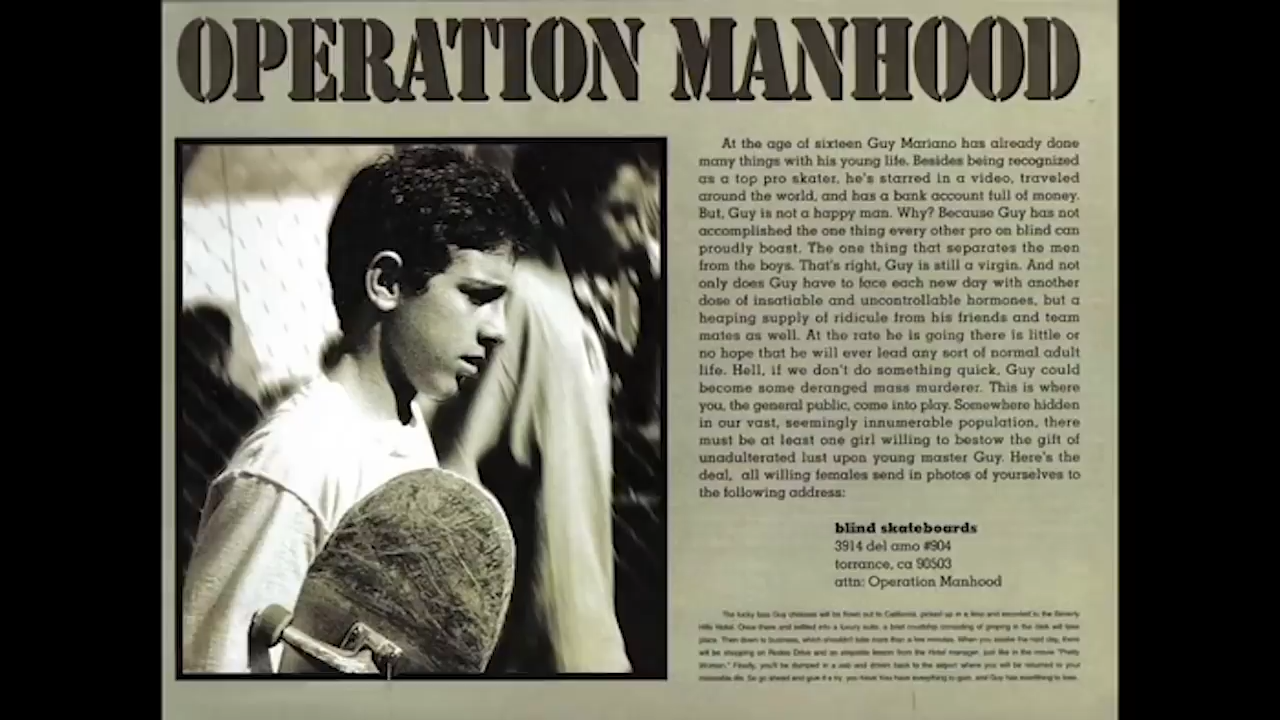 OPERATION MANHOOD
At the age of sixteen Guy Mariano has already done
many things with his young life. Besides being recognized
as a top pro skater, he's starred in a video, traveled
around the world, and has a bank account full of money.
But, Guy is not a happy man. Why? Because Guy has not
accomplished the one thing every other pro on blind can
proudly boast. The one thing that separates the men
from the boys. That's right, Guy is still a virgin. And not
only does Guy have to face each new day with another
dose of insatiable and uncontrollable hormones, but a
heaping supply of ridicule from his friends and team
mates as well. At the rate he is going there is little or
no hope that he will ever lead any sort of normal adult
life. Hell, if we don't do something quick, Guy could
become some deranged mass murderer. This is where
you, the general public, come into play. Somewhere hidden
in our vast, seemingly innumerable population, there
must be at least one girl willing to bestow the gift of
unadulterated lust upon young master Guy. Here's the
deal, all willing females send in photos of yourselves to
the following address:
blind skateboards
3914 del amo #904
torrance, ca 90503
attn: Operation Manhood